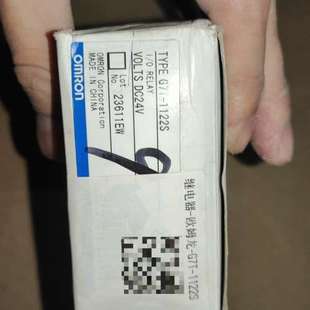 TYPE G7T-1122S
I/O RELAY
VOLTS DC24V
Lot No. 23611EW
OMRON Corporation
MADE IN CHINA
OMRON
继电器-欧姆龙-G7T-1122S